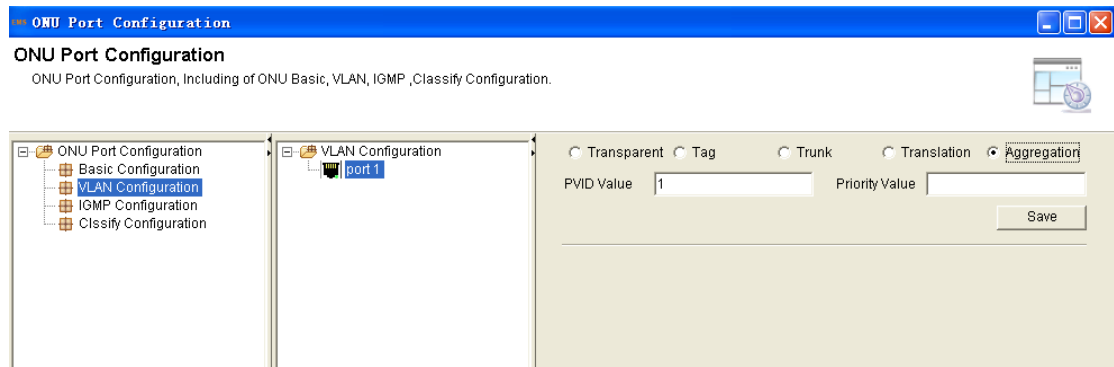 EMS ONU Port Configuration
ONU Port Configuration
ONU Port Configuration, Including of ONU Basic, VLAN, IGMP ,Classify Configuration.
ONU Port Configuration
Basic Configuration
VLAN Configuration
IGMP Configuration
Clssify Configuration
VLAN Configuration
port 1
Transparent Tag Trunk Translation Aggregation
PVID Value 1 Priority Value
Save